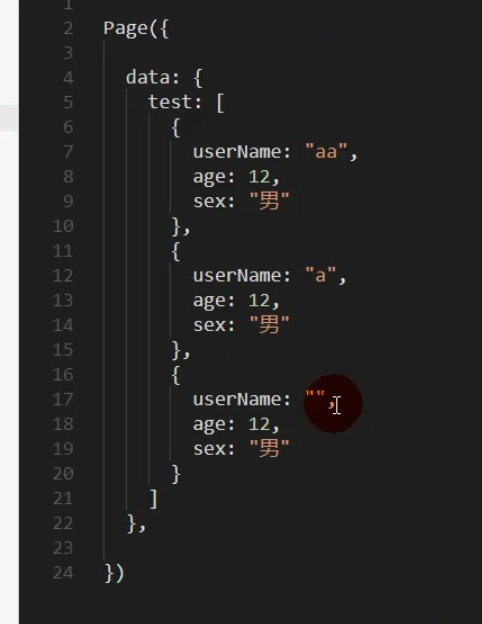 1
2 Page({
3
4 data: {
5 test: [
6 {
7 userName: "aa",
8 age: 12,
9 sex: "男"
10 },
11 {
12 userName: "a",
13 age: 12,
14 sex: "男"
15 },
16 {
17 userName: "",
18 age: 12,
19 sex: "男"
20 }
21 ]
22 },
23
24 })